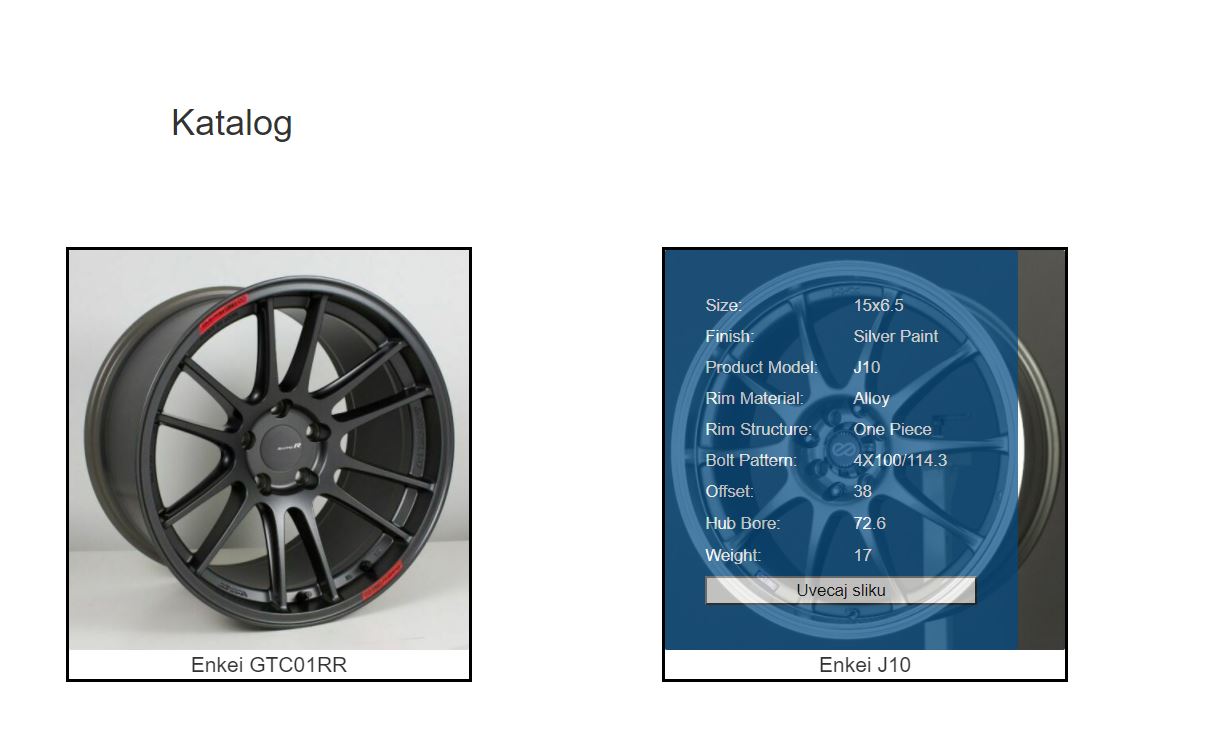 Katalog
Enkei GTC01RR
Size: 15x6.5
Finish: Silver Paint
Product Model: J10
Rim Material: Alloy
Rim Structure: One Piece
Bolt Pattern: 4X100/114.3
Offset: 38
Hub Bore: 72.6
Weight: 17
Uvecaj sliku
Enkei J10